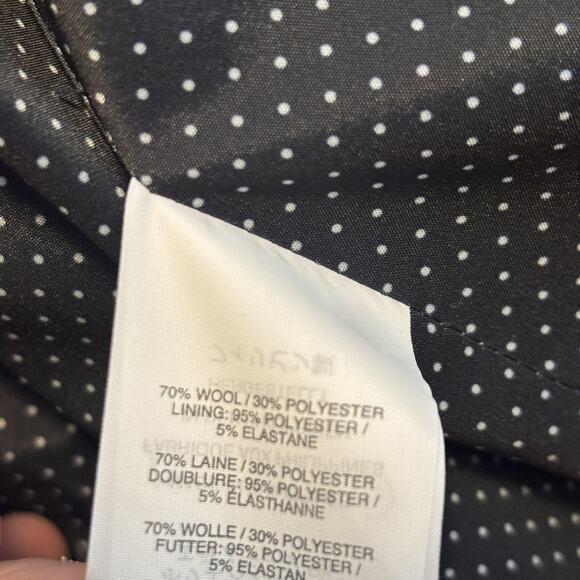 70% WOOL / 30% POLYESTER
LINING: 95% POLYESTER /
5% ELASTANE
70% LAINE / 30% POLYESTER
DOUBLURE: 95% POLYESTER /
5% ÉLASTHANNE
70% WOLLE / 30% POLYESTER
FUTTER: 95% POLYESTER /
5% ELASTAN